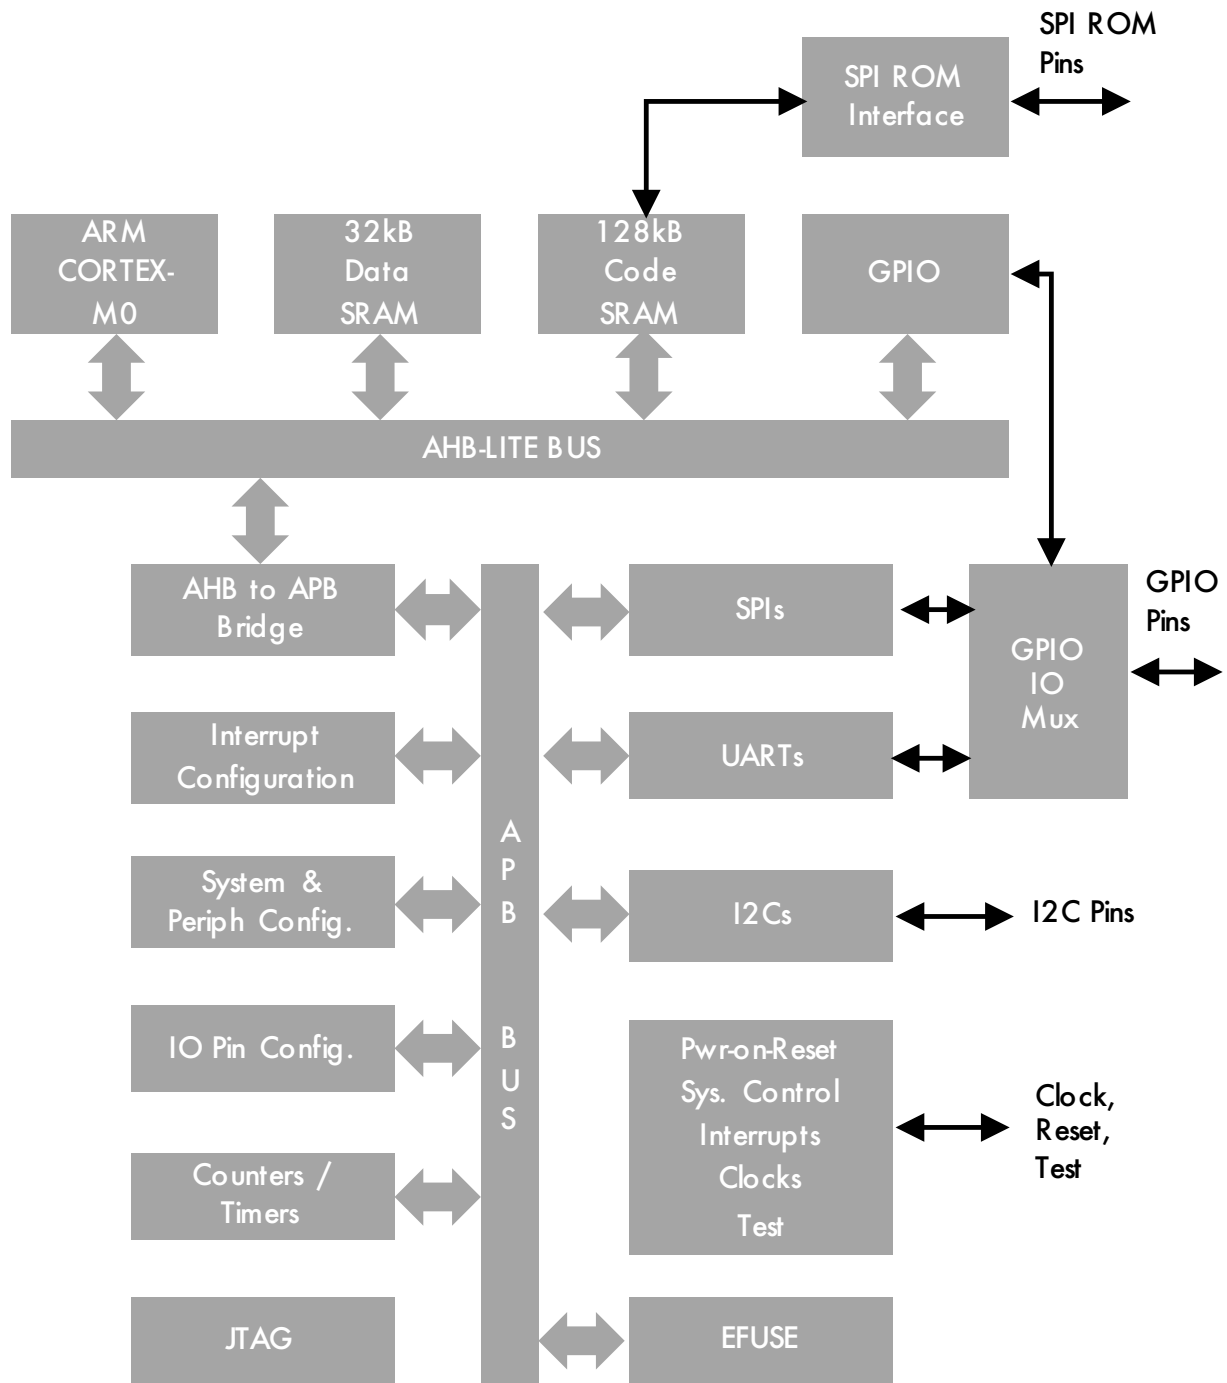 SPI ROM
Pins
SPI ROM
Interface
ARM
CORTEX-
M0
32kB
Data
SRAM
128kB
Code
SRAM
GPIO
AHB-LITE BUS
AHB to APB
Bridge
SPIs
GPIO
Pins
GPIO
IO
Mux
Interrupt
Configuration
UARTs
A
P
B
B
U
S
System &
Periph Config.
I2Cs
I2C Pins
IO Pin Config.
Pwr-on-Reset
Sys. Control
Interrupts
Clocks
Test
Clock,
Reset,
Test
Counters /
Timers
JTAG
EFUSE